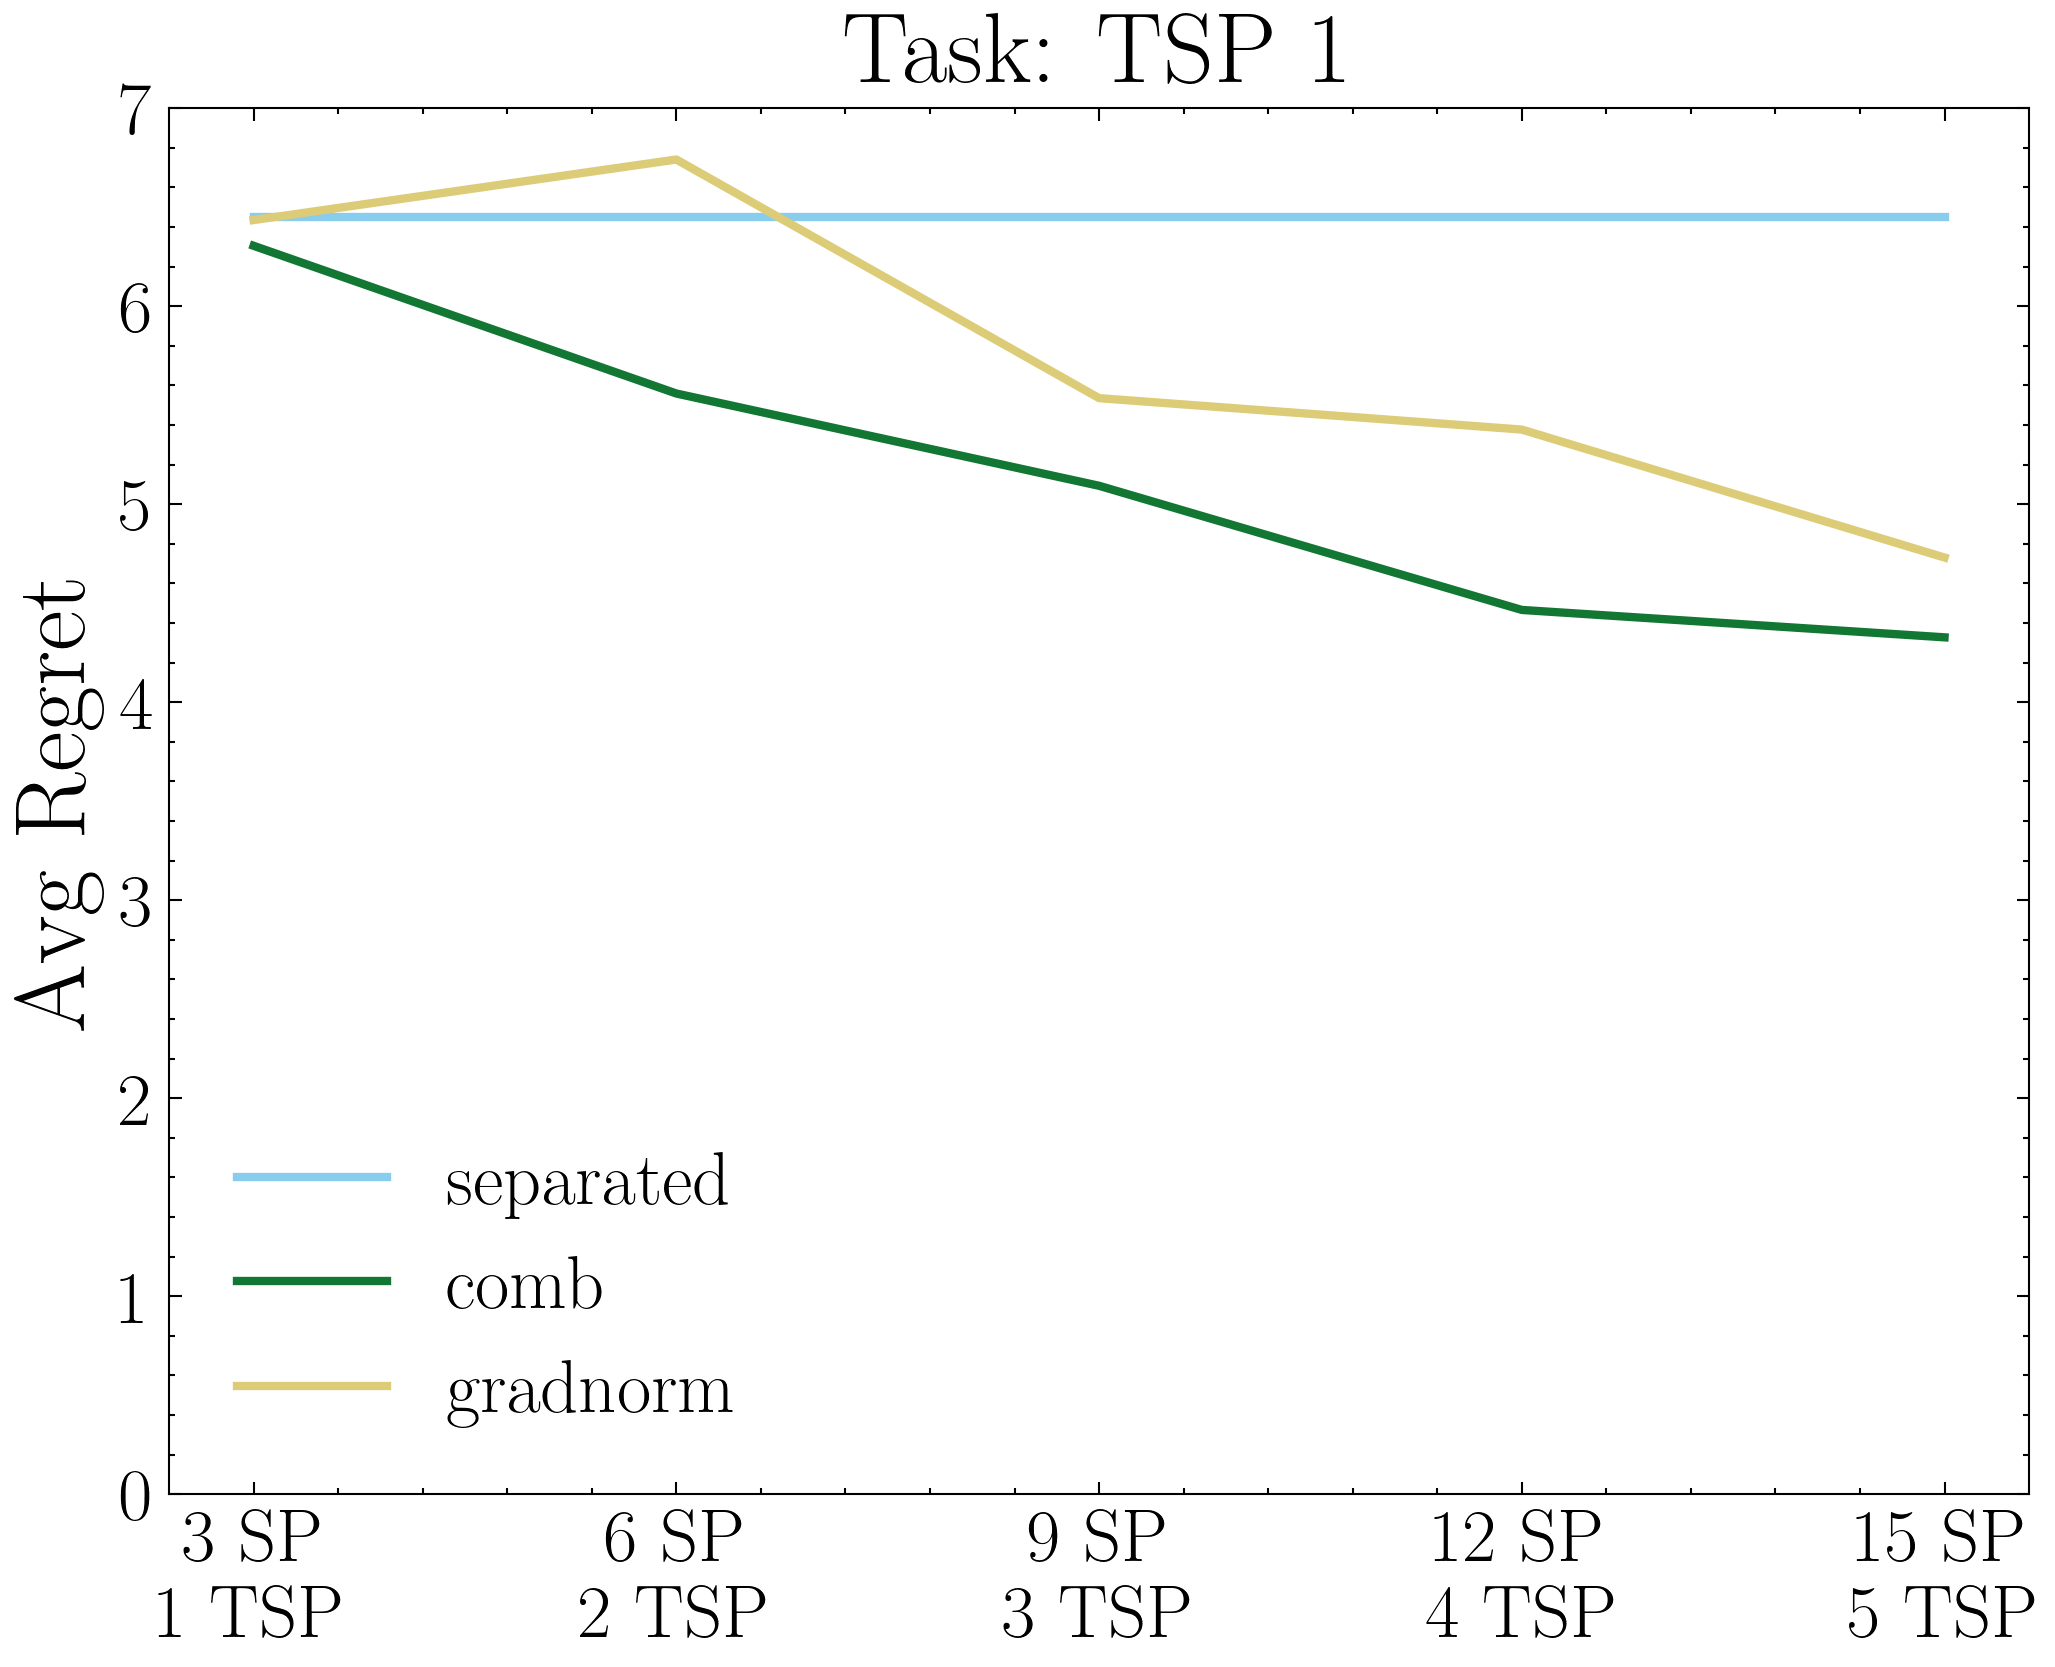 Task: TSP 1
Avg Regret
7
6
5
4
3
2
1
0
separated
comb
gradnorm
3 SP
1 TSP
6 SP
2 TSP
9 SP
3 TSP
12 SP
4 TSP
15 SP
5 TSP